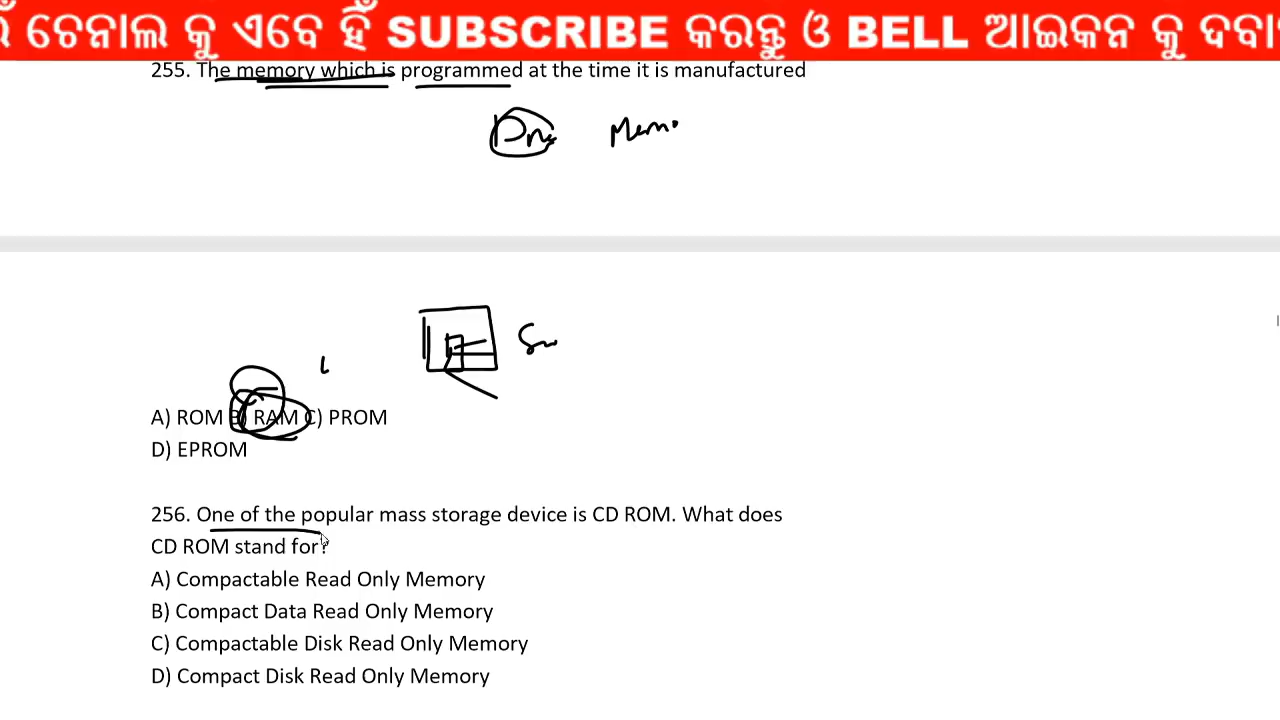 ଚେନାଲ କୁ ଏବେ ହିଁ SUBSCRIBE କରନ୍ତୁ ଓ BELL ଆଇକନ କୁ
255. The memory which is programmed at the time it is manufactured
A) ROM B) RAM C) PROM
D) EPROM
256. One of the popular mass storage device is CD ROM. What does
CD ROM stand for?
A) Compactable Read Only Memory
B) Compact Data Read Only Memory
C) Compactable Disk Read Only Memory
D) Compact Disk Read Only Memory